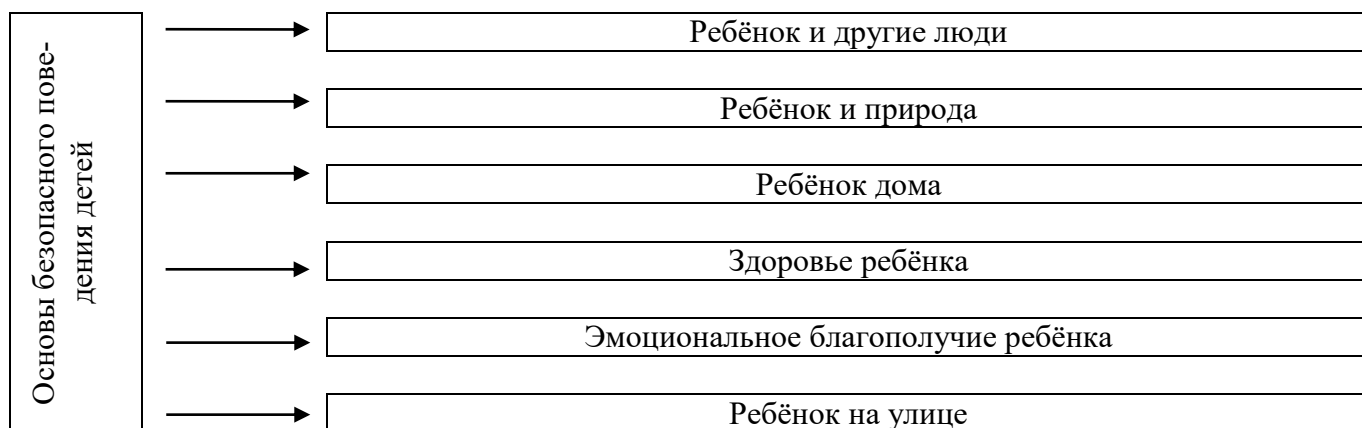 Основы безопасного пове-
дения детей
Ребёнок и другие люди
Ребёнок и природа
Ребёнок дома
Здоровье ребёнка
Эмоциональное благополучие ребёнка
Ребёнок на улице